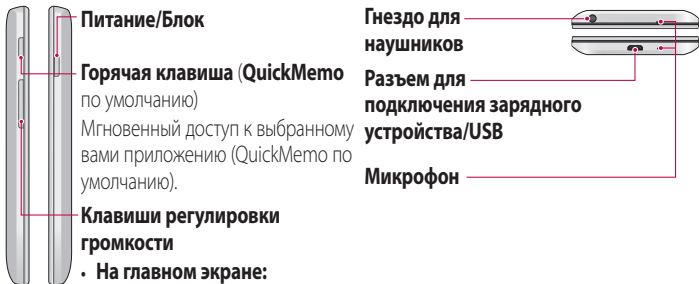 Питание/Блок
Горячая клавиша (QuickMemo
по умолчанию)
Мгновенный доступ к выбранному
вами приложению (QuickMemo по
умолчанию).
Клавиши регулировки
громкости
• На главном экране:
Гнездо для
наушников
Разъем для
подключения зарядного
устройства/USB
Микрофон